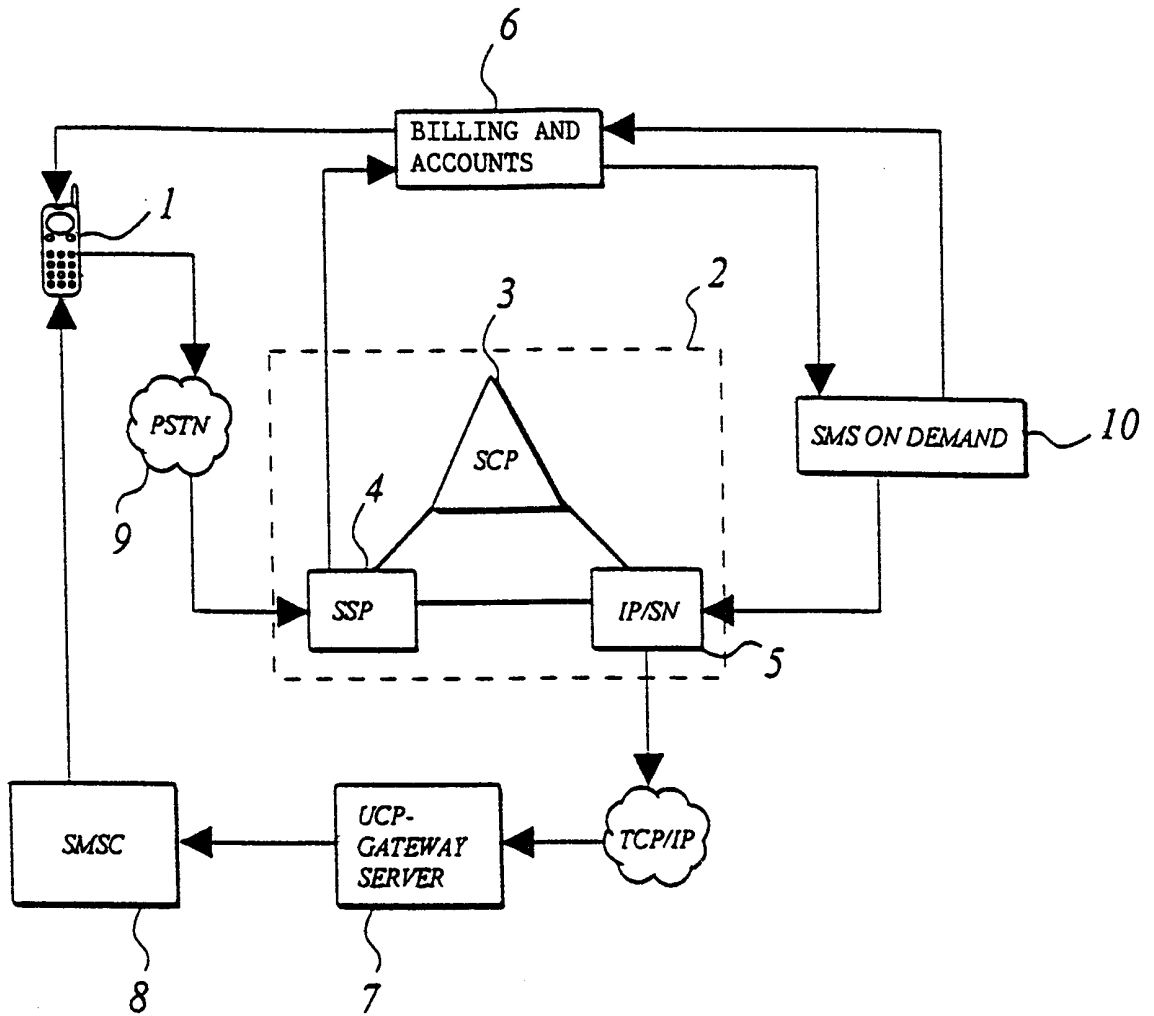 6
BILLING AND
ACCOUNTS
1
2
3
PSTN
SCP
SMS ON DEMAND
10
4
9
SSP
IP/SN
5
UCP-
GATEWAY
SERVER
SMSC
TCP/IP
8
7